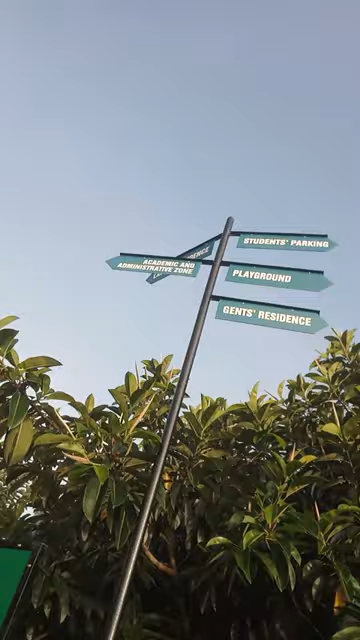 STUDENTS' PARKING
ACADEMIC AND
ADMINISTRATIVE ZONE
PLAYGROUND
GENTS' RESIDENCE